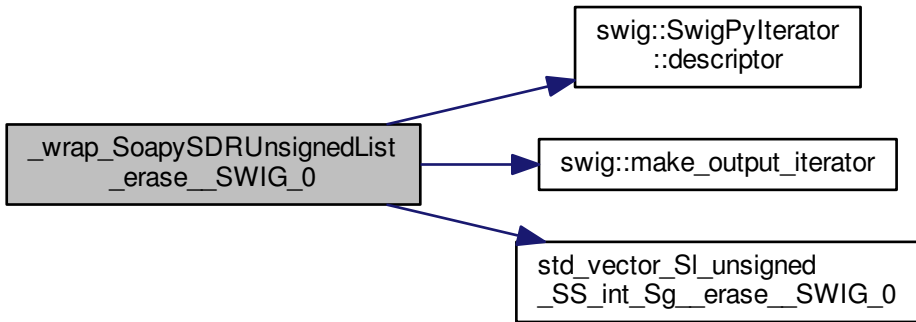 _wrap_SoapySDRUnsignedList
_erase__SWIG_0
swig::SwigPyIterator
::descriptor
swig::make_output_iterator
std_vector_Sl_unsigned
_SS_int_Sg__erase__SWIG_0